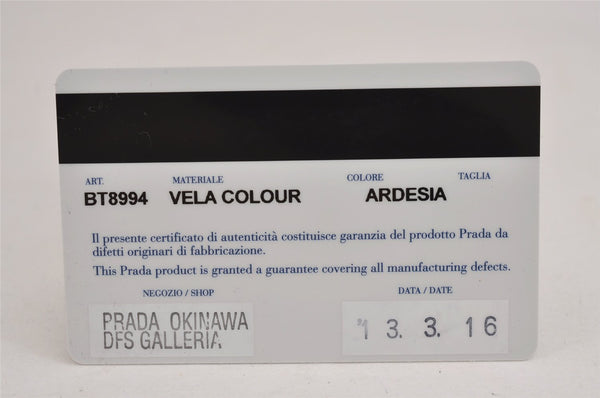 ART. MATERIALE COLORE TAGLIA
BT8994 VELA COLOUR ARDESIA
Il presente certificato di autenticità costituisce garanzia del prodotto Prada da
difetti originari di fabbricazione.
This Prada product is granted a guarantee covering all manufacturing defects.
NEGOZIO / SHOP DATA / DATE
PRADA OKINAWA
DFS GALLERIA
'13. 3. 16